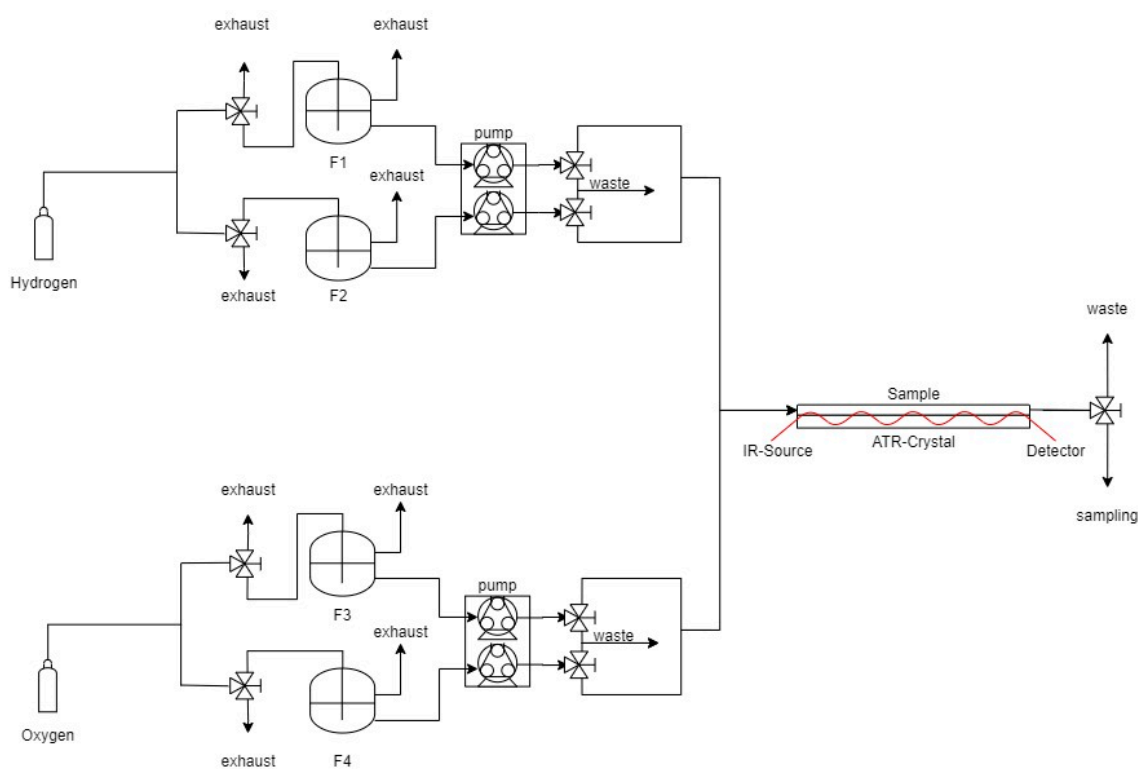 exhaust
exhaust
pump
F1
exhaust
waste
Hydrogen
exhaust
F2
waste
Sample
IR-Source
ATR-Crystal
Detector
sampling
exhaust
exhaust
pump
F3
exhaust
waste
Oxygen
exhaust
F4